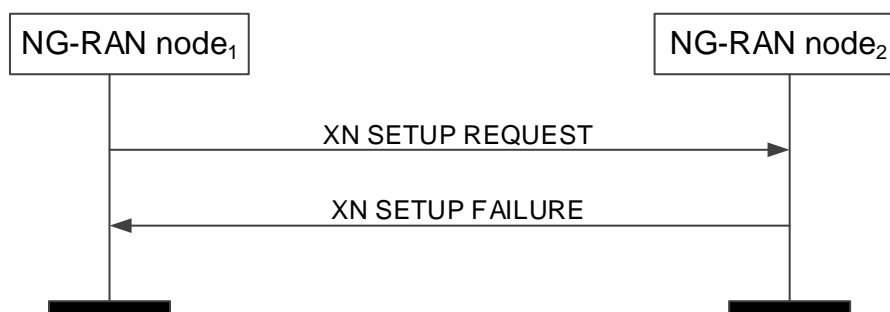 NG-RAN node₁
NG-RAN node₂
XN SETUP REQUEST
XN SETUP FAILURE